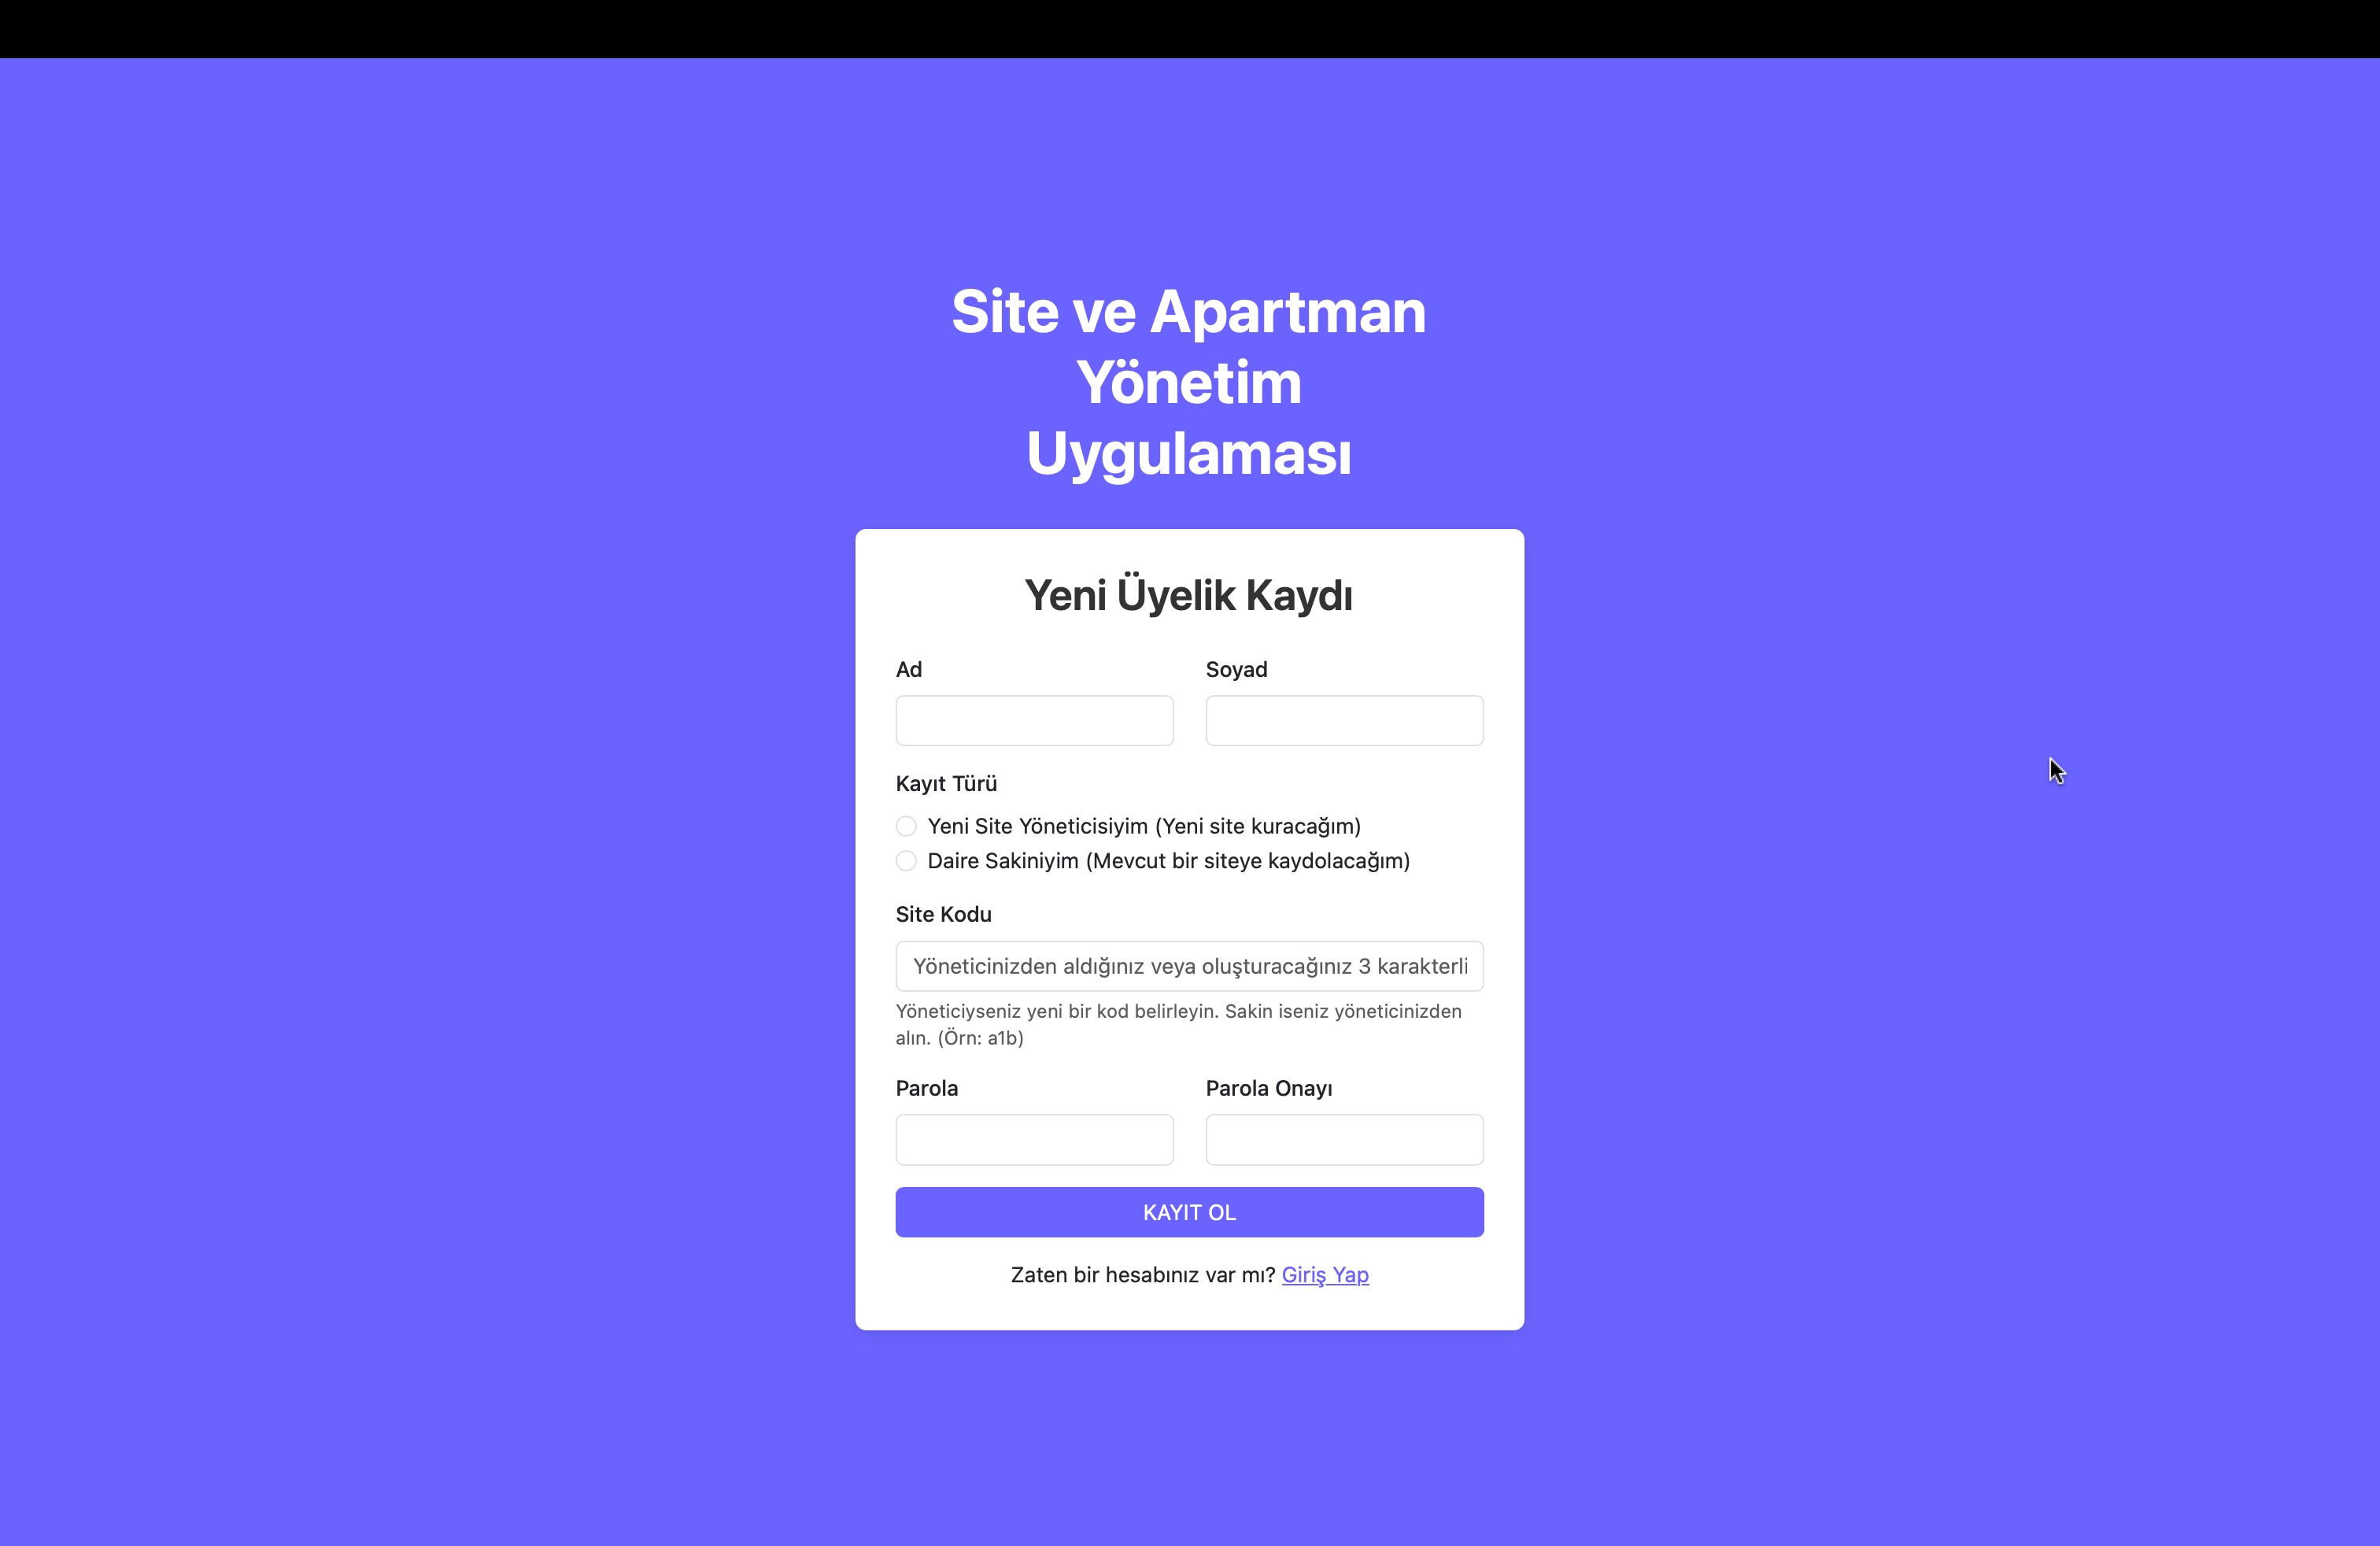 Site ve Apartman
Yönetim
Uygulaması
Yeni Üyelik Kaydı
Ad
Soyad
Kayıt Türü
Yeni Site Yöneticisiyim (Yeni site kuracağım)
Daire Sakiniyim (Mevcut bir siteye kaydolacağım)
Site Kodu
Yöneticinizden aldığınız veya oluşturacağınız 3 karakterli
Yöneticiyseniz yeni bir kod belirleyin. Sakin iseniz yöneticinizden
alın. (Örn: a1b)
Parola
Parola Onayı
KAYIT OL
Zaten bir hesabınız var mı? Giriş Yap